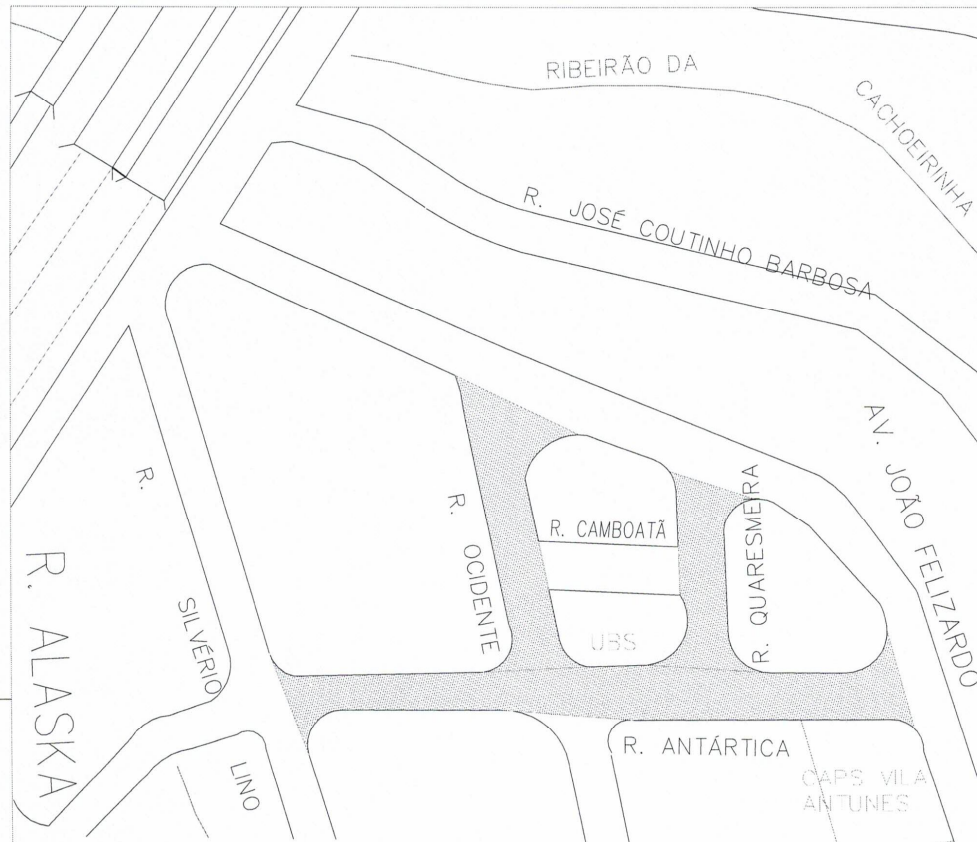 RIBEIRÃO DA
CACHOEIRINHA
R. JOSÉ COUTINHO BARBOSA
AV. JOÃO FELIZARDO
R. SILVÉRIO
LINO
R. OCIDENTE
R. CAMBOATÃ
R. QUARESMEIRA
UBS
R. ALASKA
R. ANTÁRTICA
CAPS VILA
ANTUNES